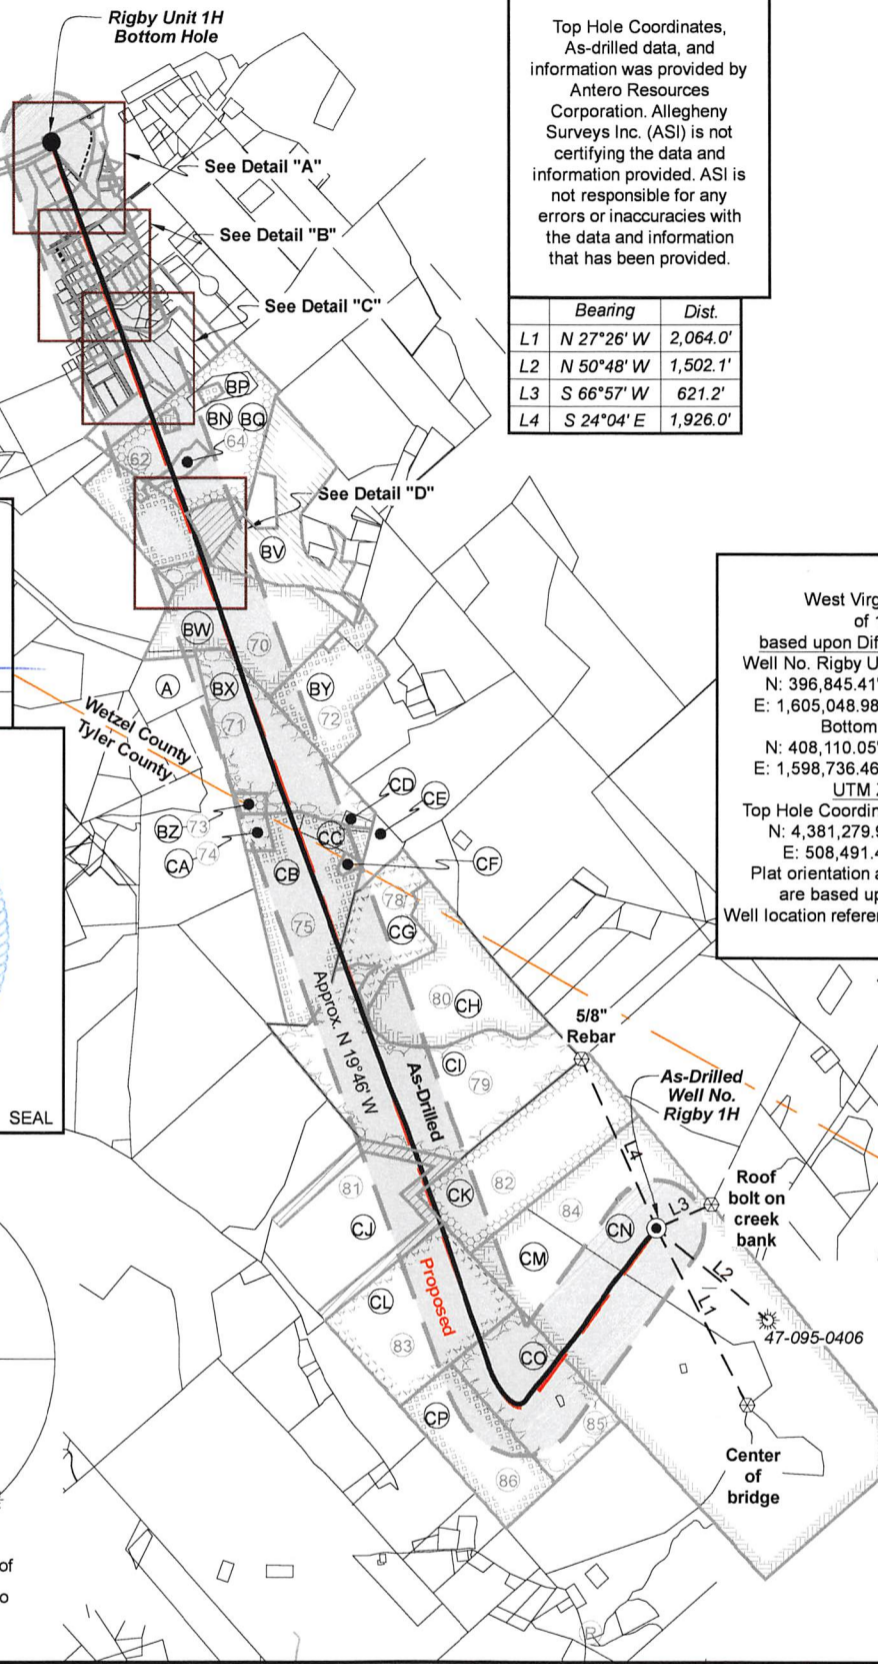 Rigby Unit 1H
Bottom Hole
See Detail "A"
See Detail "B"
See Detail "C"
Top Hole Coordinates,
As-drilled data, and
information was provided by
Antero Resources
Corporation. Allegheny
Surveys Inc. (ASI) is not
certifying the data and
information provided. ASI is
not responsible for any
errors or inaccuracies with
the data and information
that has been provided.
Bearing Dist.
L1 N 27°26' W 2,064.0'
L2 N 50°48' W 1,502.1'
L3 S 66°57' W 621.2'
L4 S 24°04' E 1,926.0'
BP
BN BQ
64
62
See Detail "D"
BV
BW
70
A
BX
BY
71
72
Wetzel County
Tyler County
West Virg
of 1
based upon Dif
Well No. Rigby U
N: 396,845.41'
E: 1,605,048.98
Bottom
N: 408,110.05'
E: 1,598,736.46
UTM
Top Hole Coordin
N: 4,381,279.9
E: 508,491.4
Plat orientation a
are based up
Well location referen
CD
CE
BZ 73
CA 74
CC
CF
CB
78
75
CG
80 CH
Approx. N 19°46' W
As-Drilled
CI
79
5/8"
Rebar
As-Drilled
Well No.
Rigby 1H
SEAL
L4
L3
Roof
bolt on
creek
bank
81
CK
82
84
CJ
CN
CM
L2
L1
Proposed
CL
83
CO
47-095-0406
CP
85
86
Center
of
bridge
of
o
R